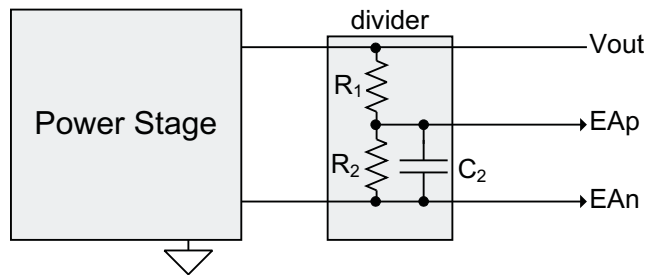 divider
Vout
R1
Power Stage
EAp
R2
C2
EAn